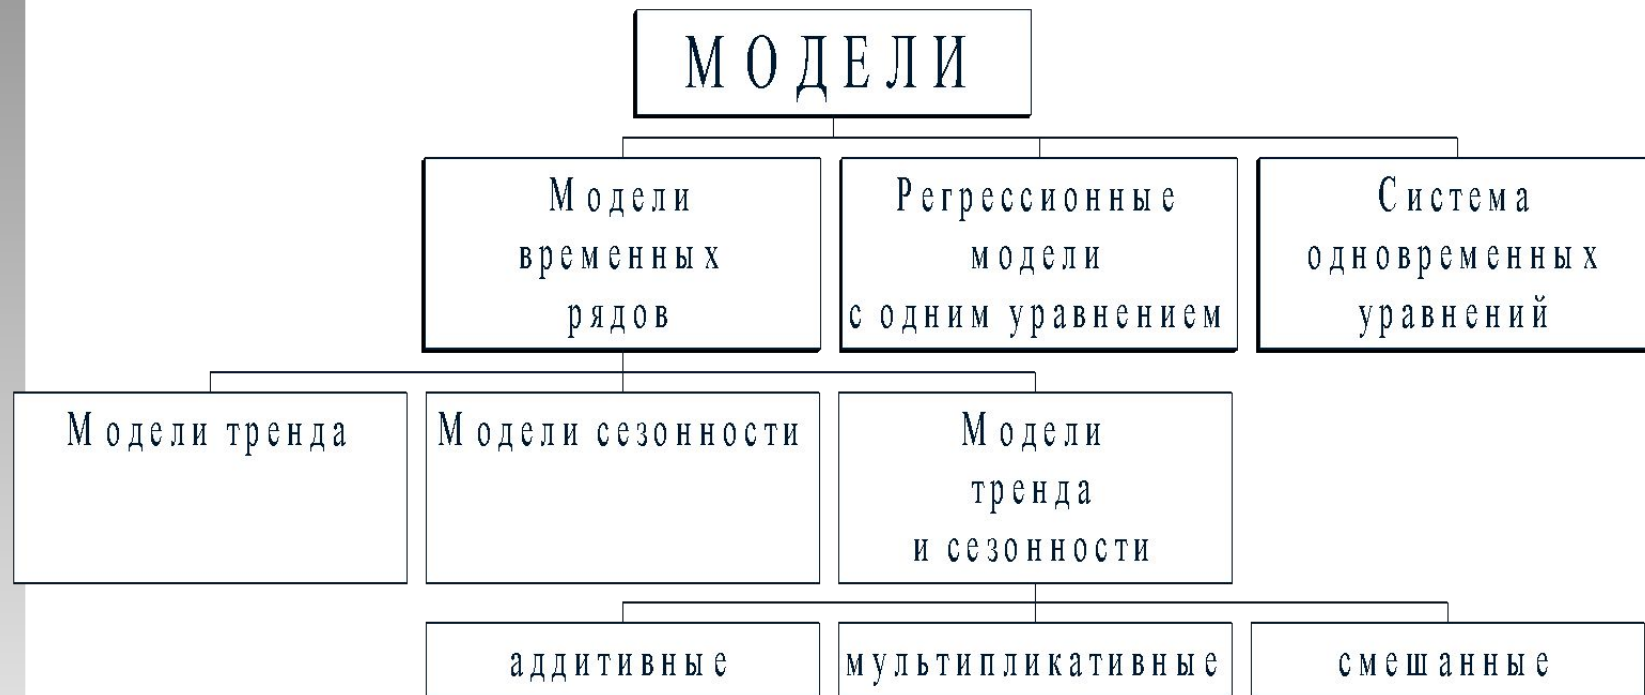 МОДЕЛИ
Модели
временных
рядов
Регрессионные
модели
с одним уравнением
Система
одновременных
уравнений
Модели тренда
Модели сезонности
Модели
тренда
и сезонности
аддитивные
мультипликативные
смешанные